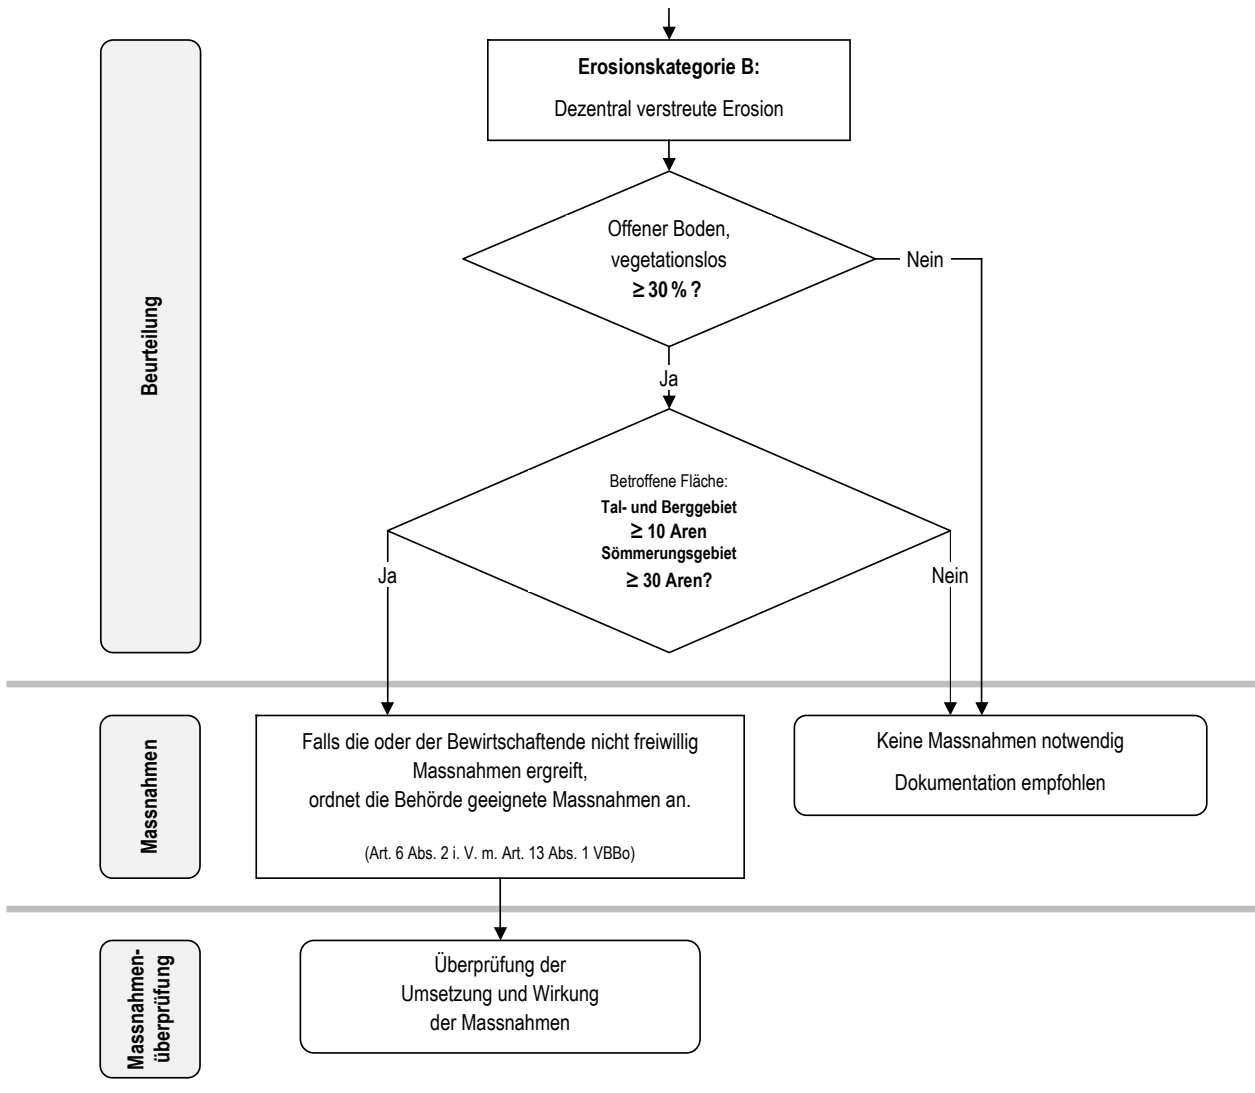 Beurteilung
Erosionskategorie B:
Dezentral verstreute Erosion
Offener Boden,
vegetationslos
≥ 30 % ?
Nein
Ja
Betroffene Fläche:
Tal- und Berggebiet
≥ 10 Aren
Sömmerungsgebiet
≥ 30 Aren?
Ja
Nein
Massnahmen
Falls die oder der Bewirtschaftende nicht freiwillig
Massnahmen ergreift,
ordnet die Behörde geeignete Massnahmen an.
(Art. 6 Abs. 2 i. V. m. Art. 13 Abs. 1 VBBo)
Keine Massnahmen notwendig
Dokumentation empfohlen
Massnahmen-
überprüfung
Überprüfung der
Umsetzung und Wirkung
der Massnahmen